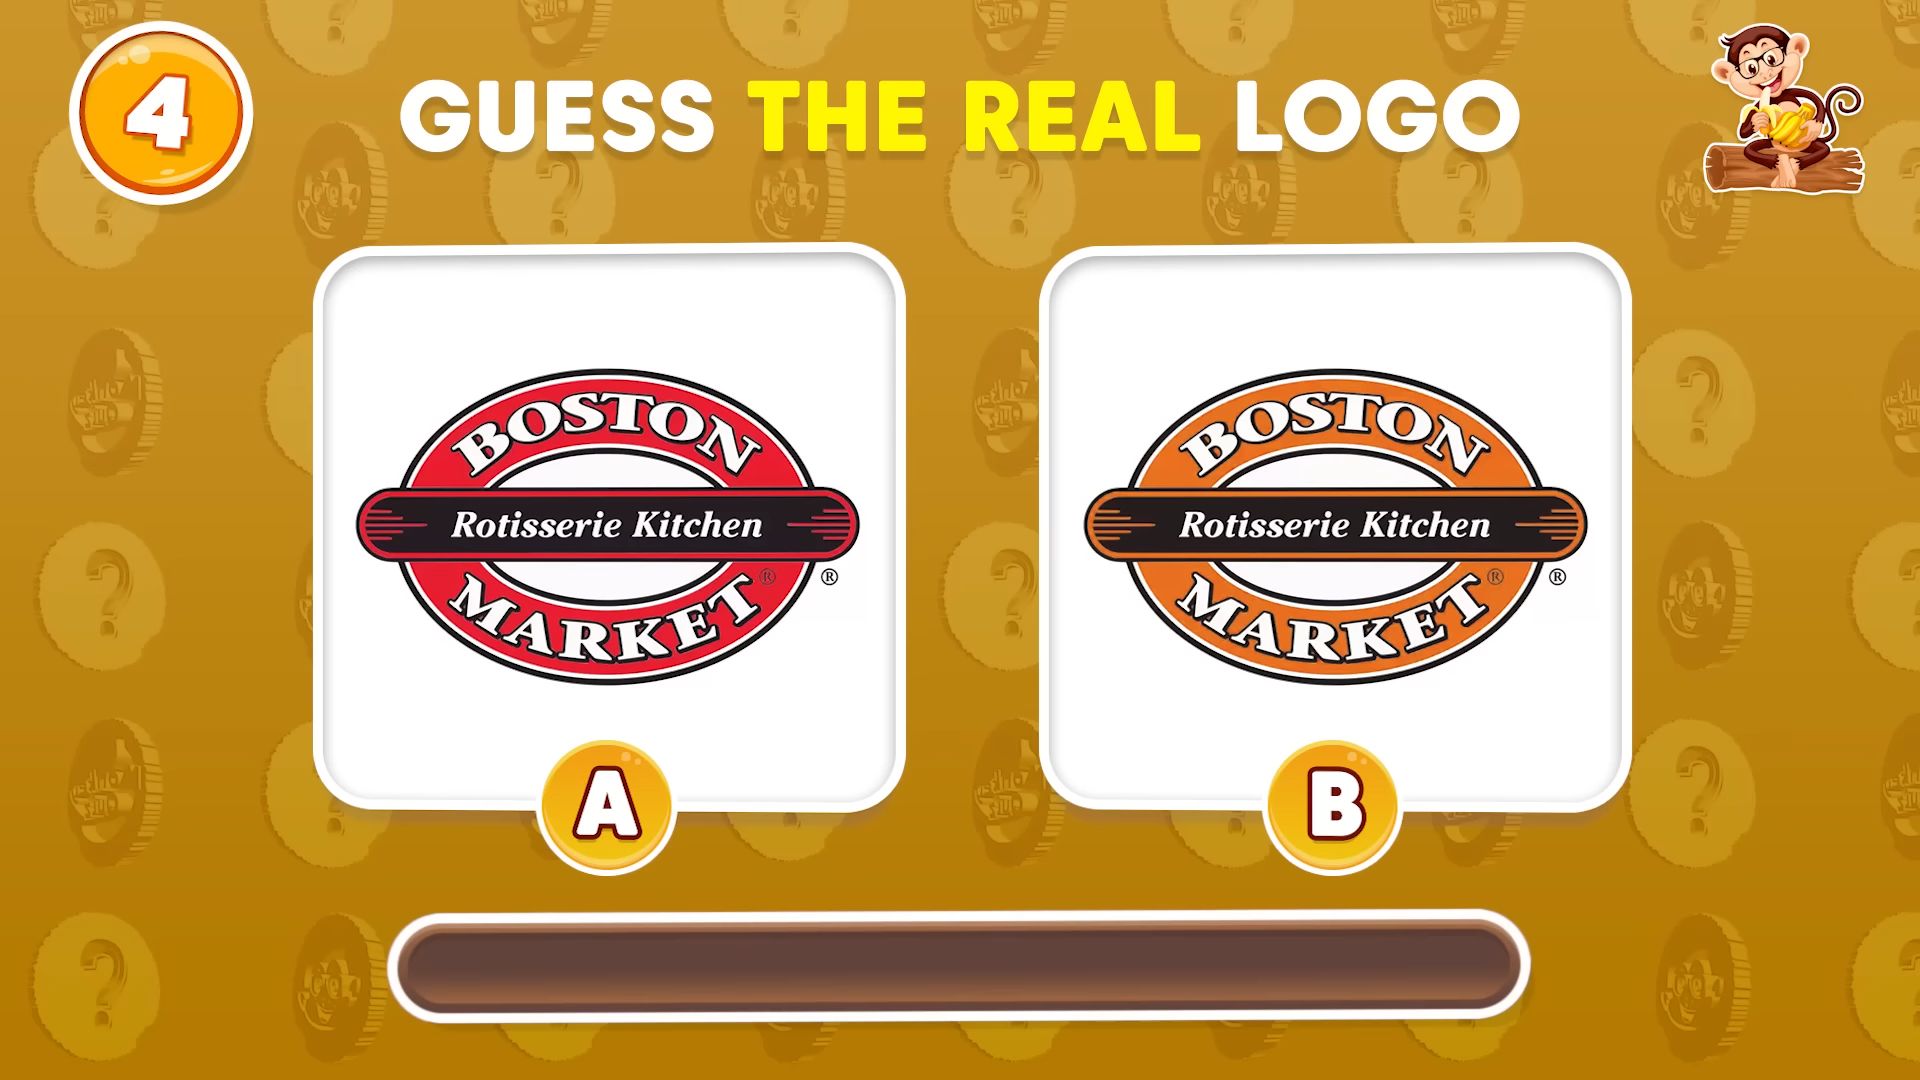 4
GUESS THE REAL LOGO
BOSTON
Rotisserie Kitchen
MARKET®
®
A
BOSTON
Rotisserie Kitchen
MARKET®
®
B